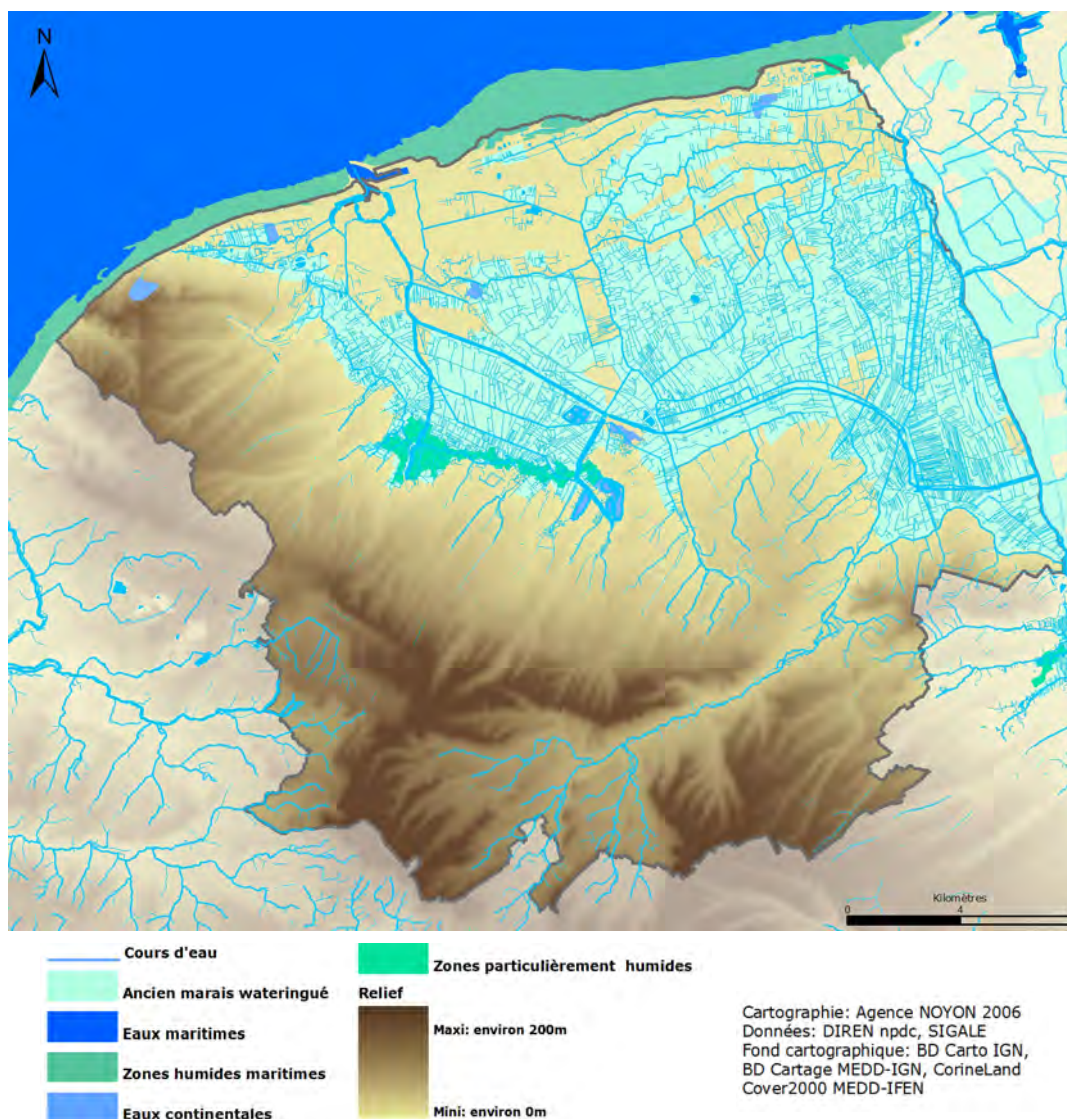 N
Kilomètres
0 4
Cours d'eau
Ancien marais wateringué
Eaux maritimes
Zones humides maritimes
Eaux continentales
Zones particulièrement humides
Relief
Maxi: environ 200m
Mini: environ 0m
Cartographie: Agence NOYON 2006
Données: DIREN npdc, SIGALE
Fond cartographique: BD Carto IGN,
BD Cartage MEDD-IGN, CorineLand
Cover2000 MEDD-IFEN